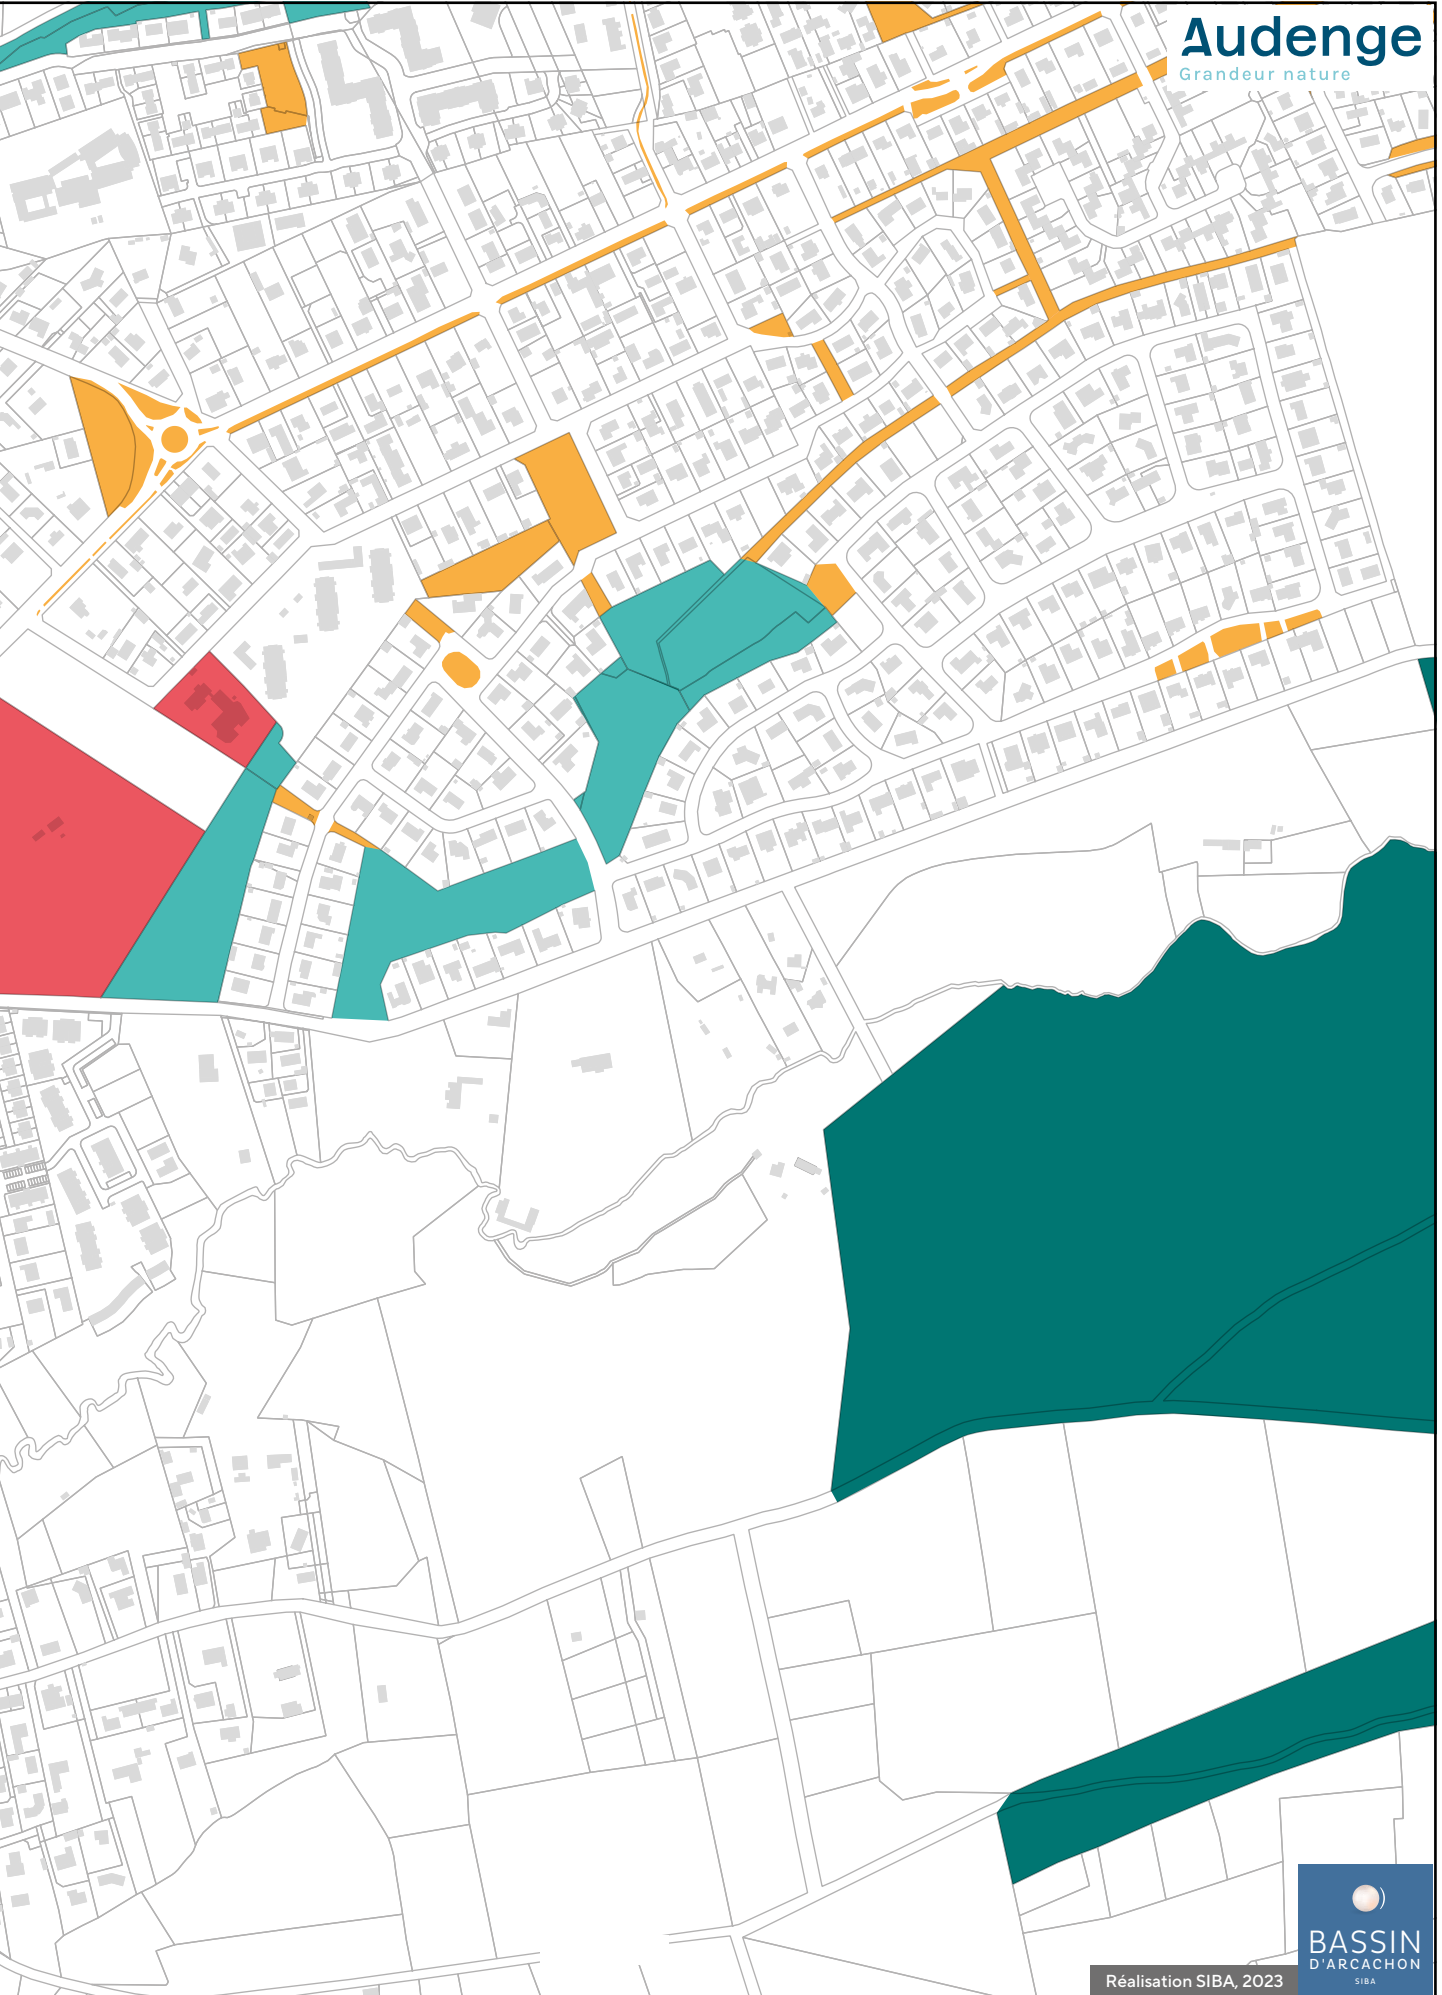 Audenge
Grandeur nature
BASSIN
D'ARCACHON
SIBA
Réalisation SIBA, 2023